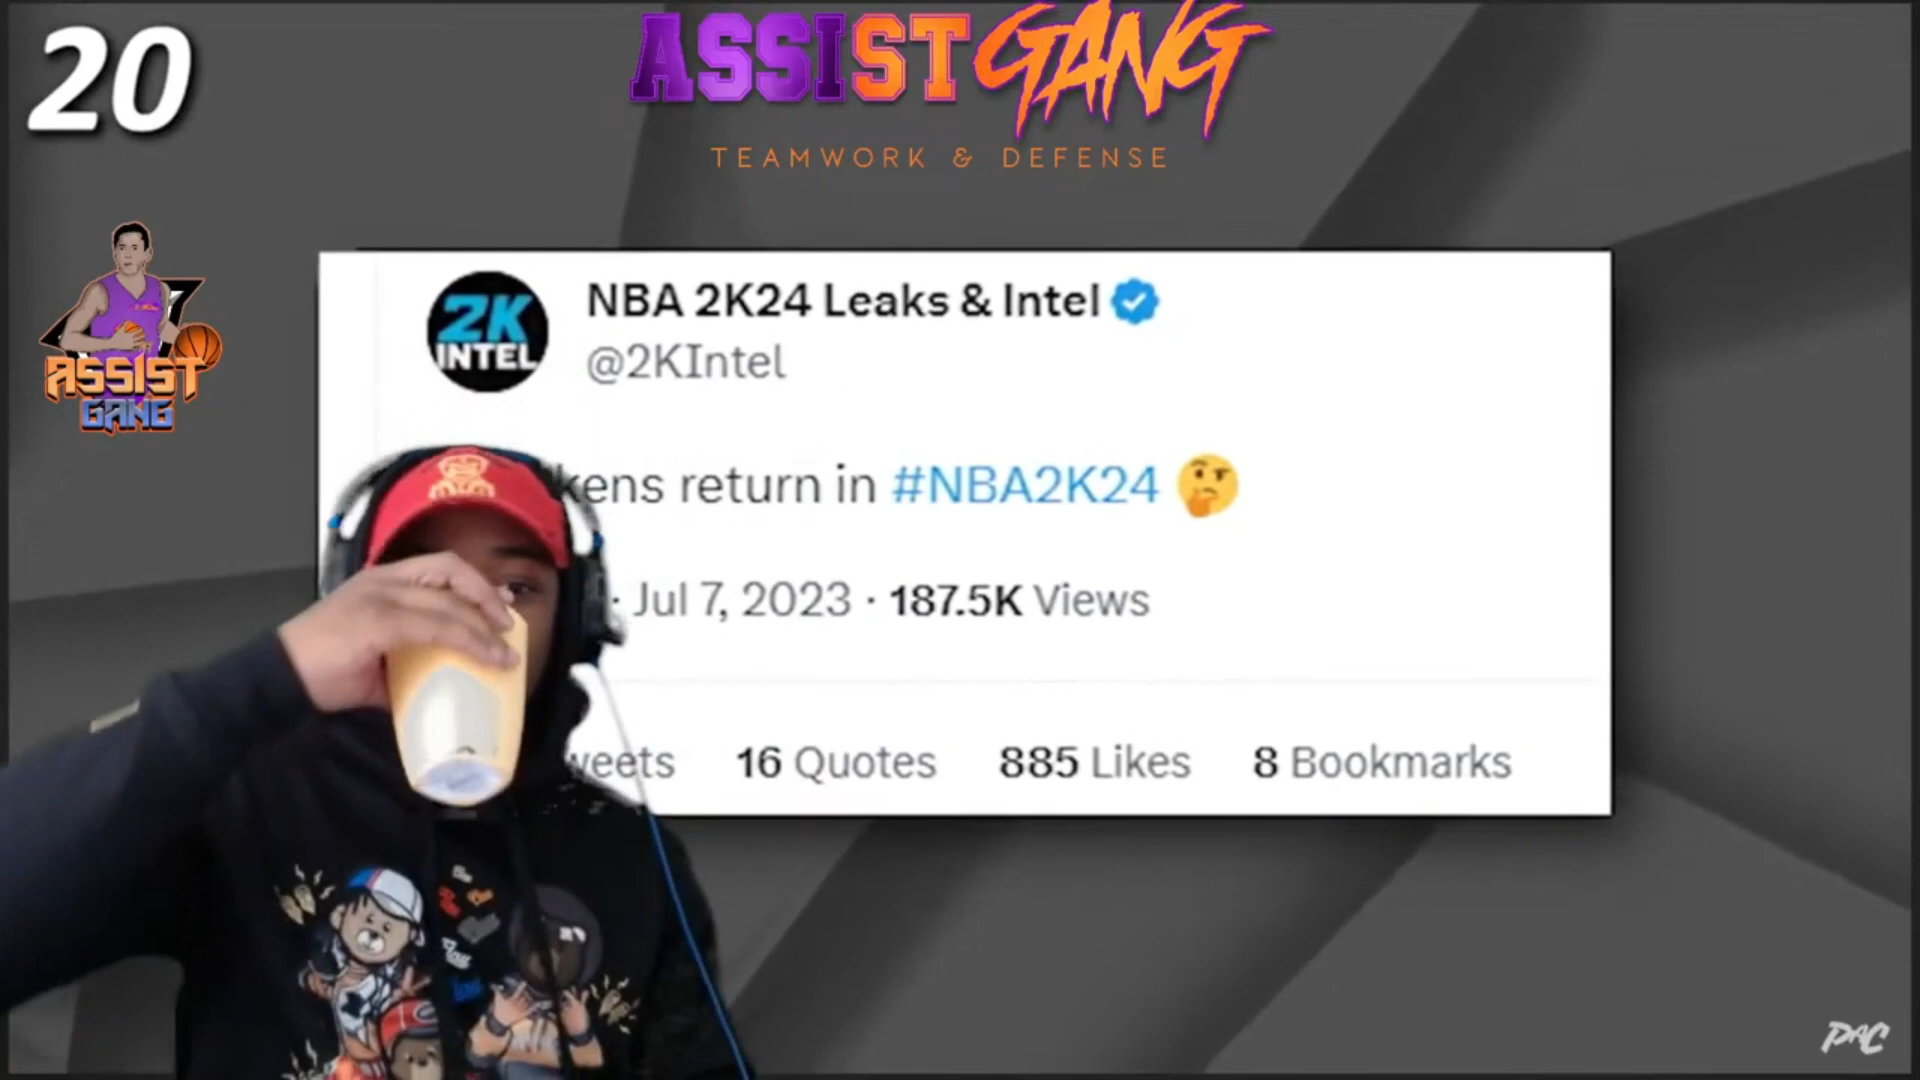 20
ASSIST GANG
TEAMWORK & DEFENSE
ASSIST
GANG
2K
INTEL
NBA 2K24 Leaks & Intel
@2KIntel
kens return in #NBA2K24 🤔
· Jul 7, 2023 · 187.5K Views
weets 16 Quotes 885 Likes 8 Bookmarks
PAC